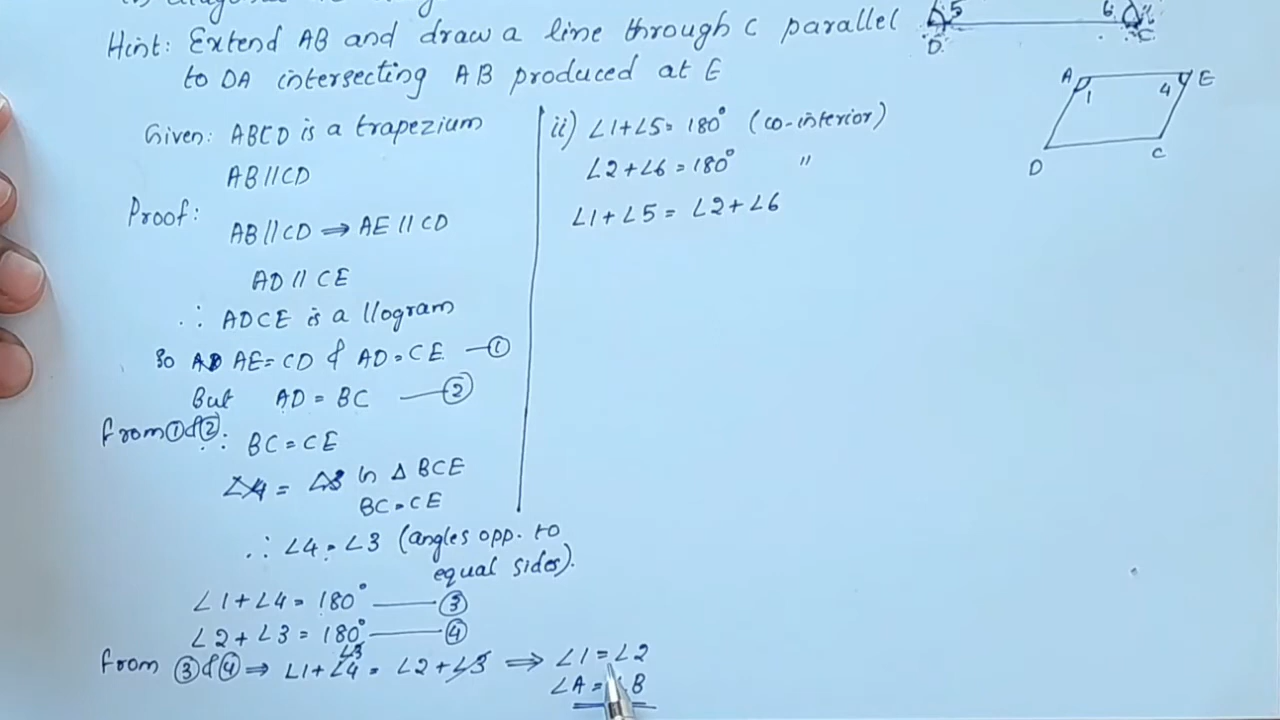 Hint: Extend AB and draw a line through C parallel
to DA intersecting AB produced at E
Given: ABCD is a trapezium
AB//CD
Proof:
AB//CD ⟹ AE//CD
AD//CE
∴ ADCE is a llogram
So AE=CD & AD=CE —①
But AD = BC —②
from①&②: BC=CE
In △ BCE
BC=CE
∴ ∠4=∠3 (angles opp. to
equal sides).
∠1+∠4=180° —③
∠2+∠3=180° —④
∠3
from ③&④⟹ ∠1+∠4 = ∠2+∠3 ⟹ ∠1=∠2
∠A= B
ii) ∠1+∠5=180° (co-interior)
∠2+∠6=180° "
∠1+∠5=∠2+∠6
5 6
D C
A E
1 4
D C